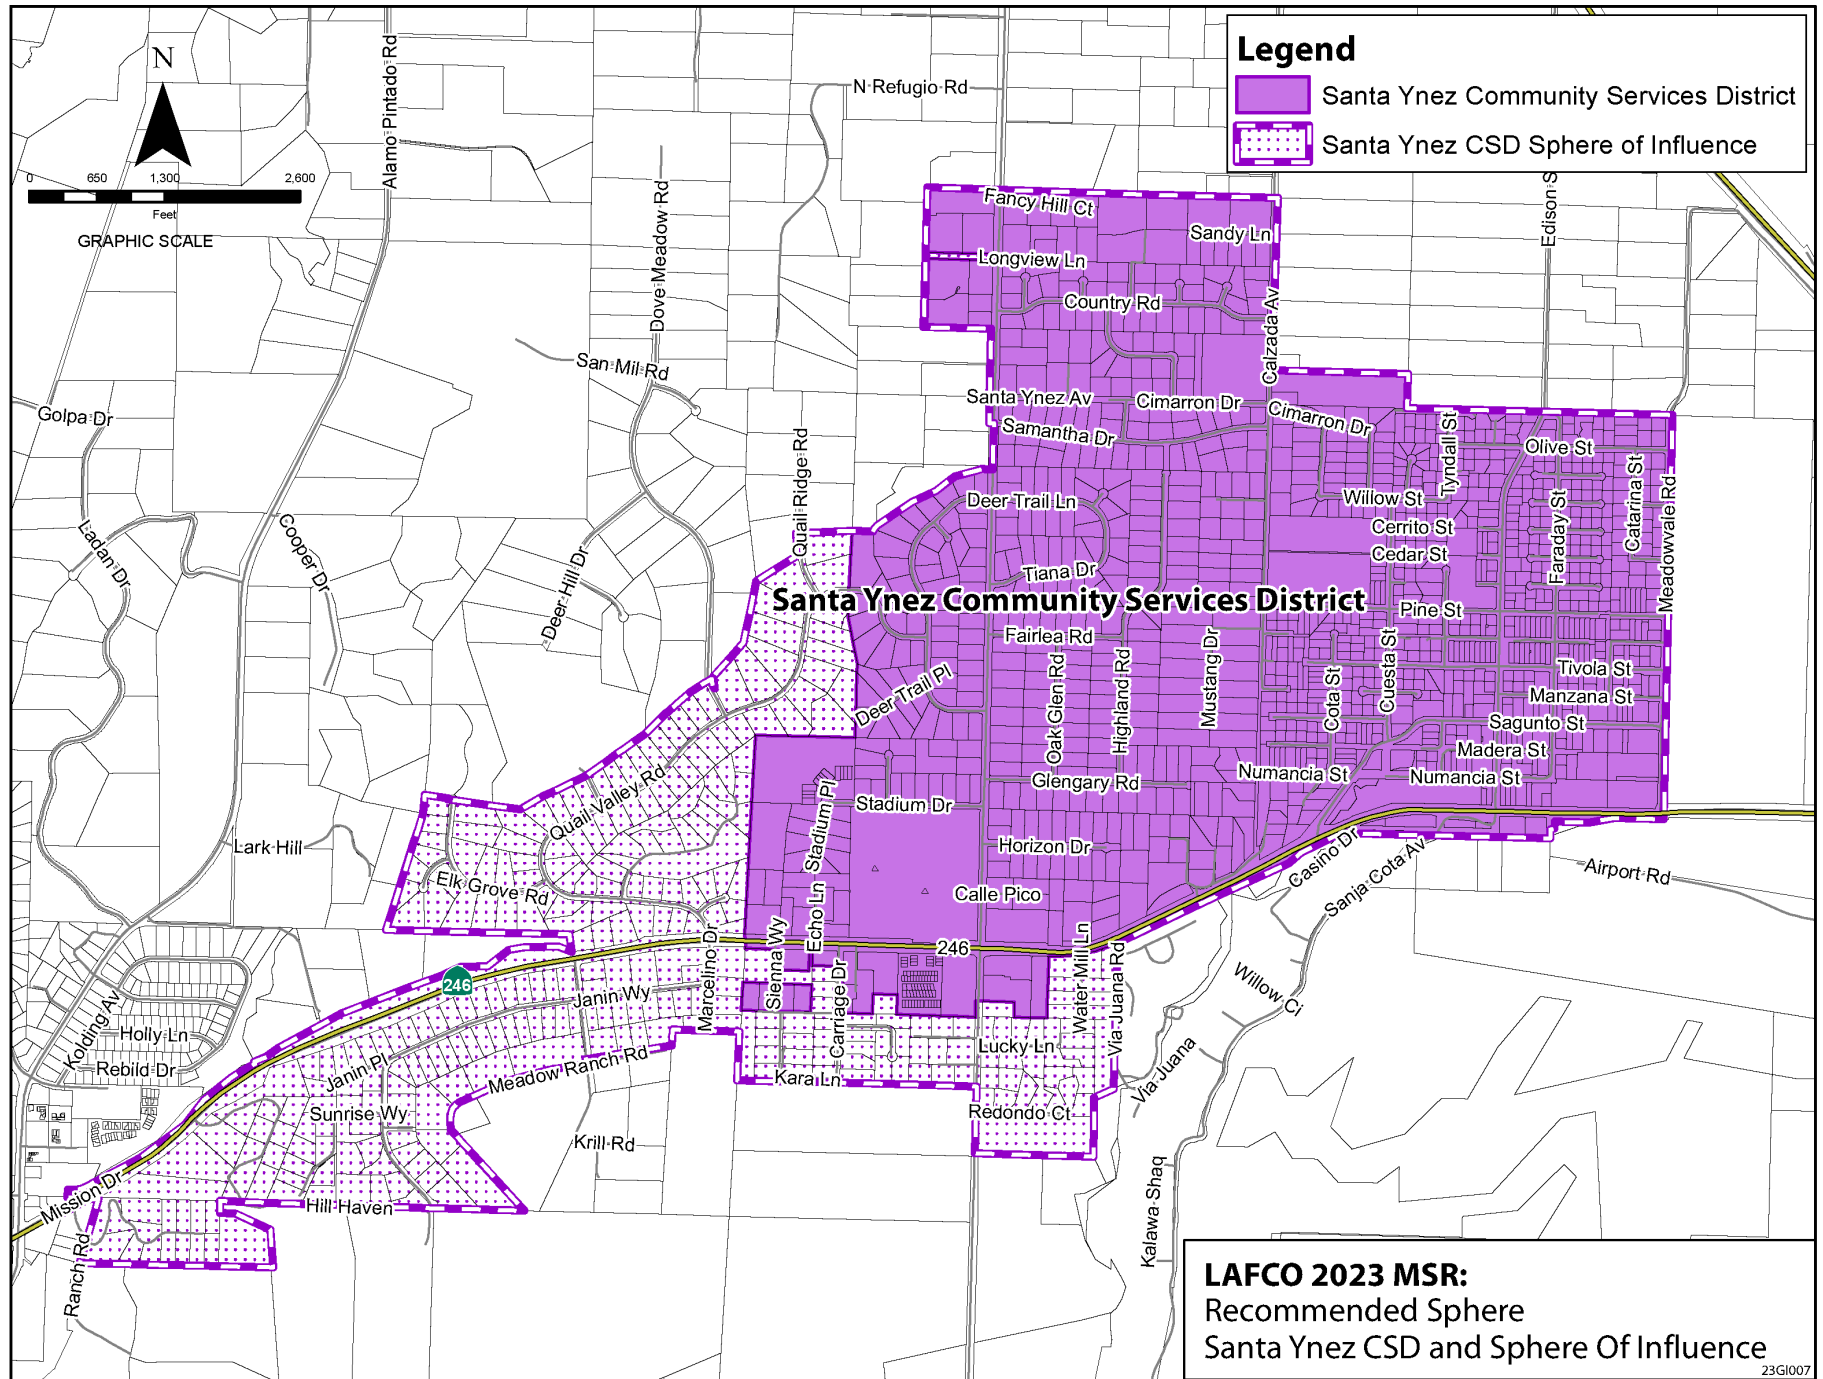 Legend
Santa Ynez Community Services District
Santa Ynez CSD Sphere of Influence
N
0 650 1,300 2,600
Feet
GRAPHIC SCALE
Alamo Pintado Rd
N Refugio Rd
Dove Meadow Rd
Edison S
Fancy Hill Ct
Sandy Ln
Longview Ln
Country Rd
Calzada Av
San Mil Rd
Golpa Dr
Santa Ynez Av
Cimarron Dr
Cimarron Dr
Samantha Dr
Tyndall St
Olive St
Quail Ridge Rd
Catarina St
Meadowvale Rd
Deer Trail Ln
Willow St
Faraday St
Cerrito St
Cedar St
Ladan Dr
Cooper Dr
Deer Hill Dr
Tiana Dr
Santa Ynez Community Services District
Pine St
Fairlea Rd
Oak Glen Rd
Highland Rd
Mustang Dr
Cota St
Cuesta St
Tivola St
Manzana St
Deer Trail Pl
Sagunto St
Madera St
Numancia St
Numancia St
Glengary Rd
Quail Valley Rd
Stadium Pl
Stadium Dr
Horizon Dr
Lark Hill
Casino Dr
Sanja Cota Av
Airport Rd
Elk Grove Rd
Echo Ln
Calle Pico
Marcelino Dr
Sienna Wy
246
Water Mill Ln
Via Juana Rd
246
Janin Wy
Carriage Dr
Willow Cl
Kolding Av
Holly Ln
Rebild Dr
Janin Pl
Meadow Ranch Rd
Lucky Ln
Kara Ln
Via Juana
Sunrise Wy
Redondo Ct
Krill Rd
Mission Dr
Hill Haven
Kalawa Shaq
Ranch Rd
LAFCO 2023 MSR:
Recommended Sphere
Santa Ynez CSD and Sphere Of Influence
23GI007